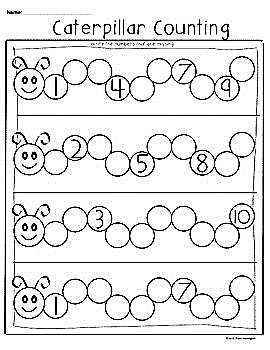 Name:
Caterpillar Counting
Write the numbers that are missing.
1 4 7 9
2 5 8
3 10
1 7